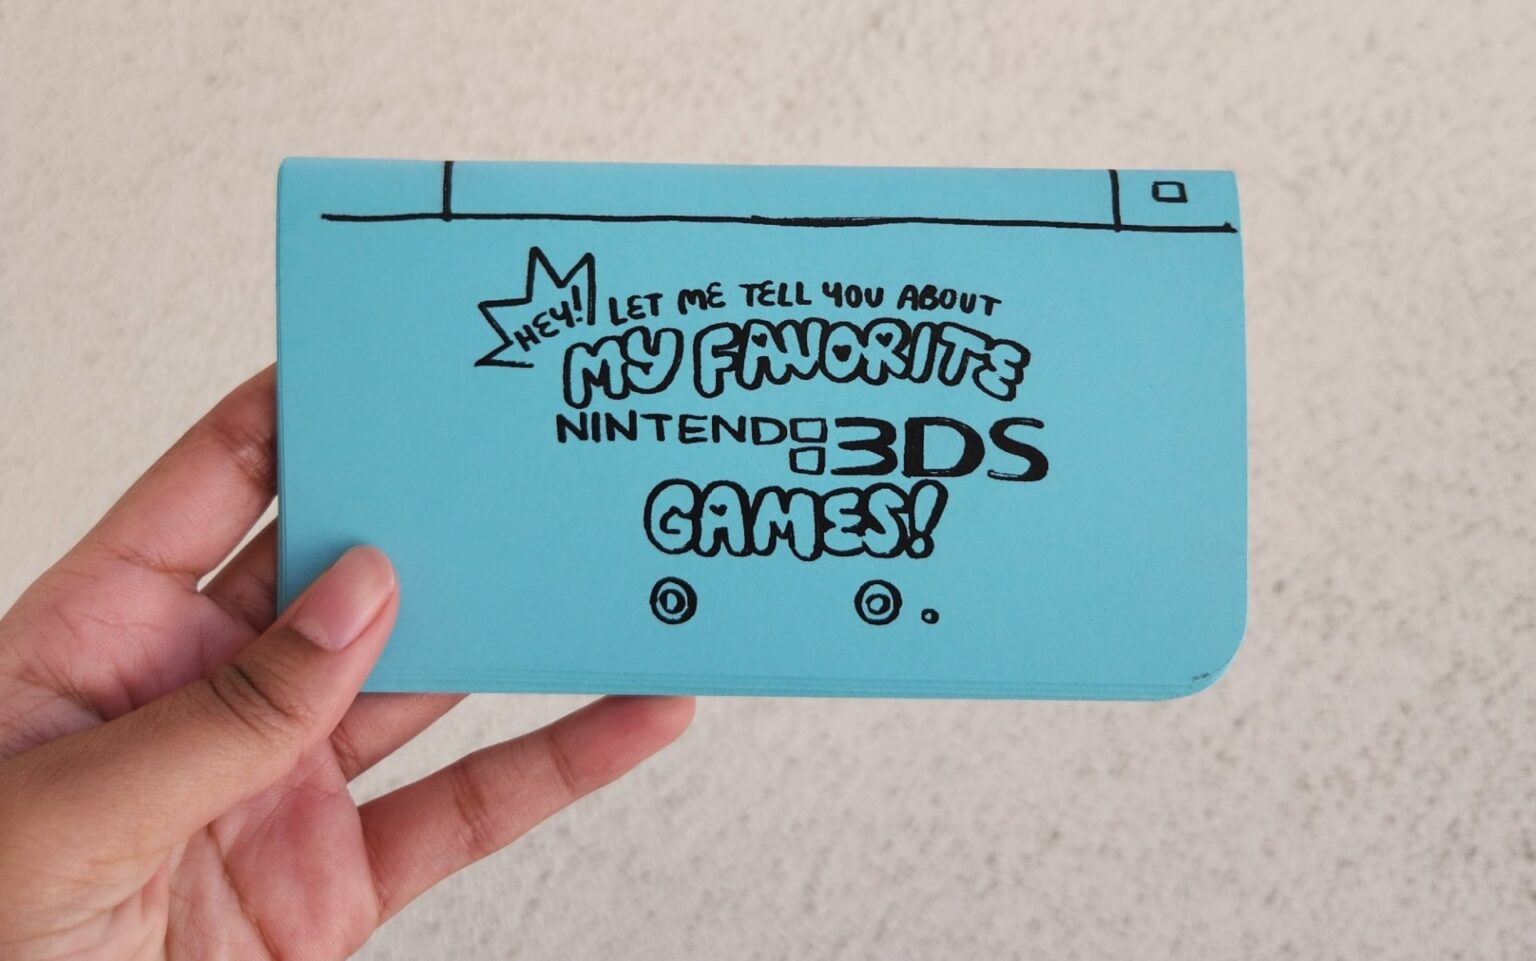 HEY! LET ME TELL YOU ABOUT
MY FAVORITE
NINTENDO 3DS
GAMES!